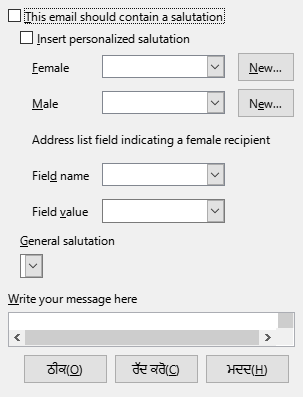 This email should contain a salutation
Insert personalized salutation
Female New...
Male New...
Address list field indicating a female recipient
Field name
Field value
General salutation
Write your message here
ਠੀਕ(O) ਰੱਦ ਕਰੋ(C) ਮਦਦ(H)